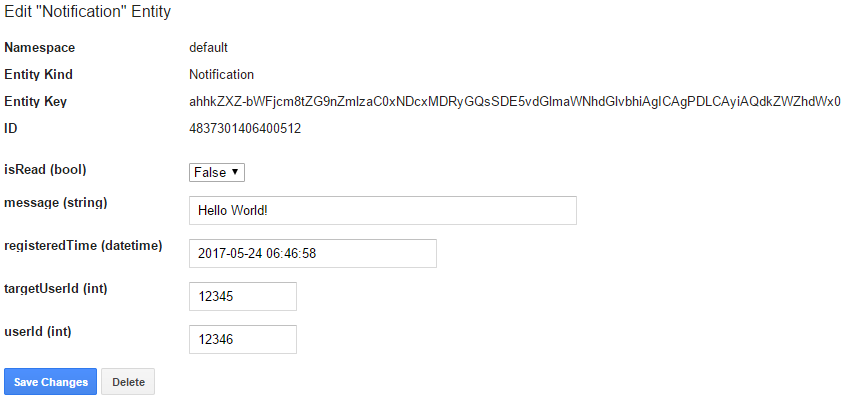 Edit "Notification" Entity
Namespace default
Entity Kind Notification
Entity Key ahhkZXZ-bWFjcm8tZG9nZmlzaC0xNDcxMDRyGQsSDE5vdGlmaWNhdGlvbhiAgICAgPDLCAyiAQdkZWZhdWx0
ID 4837301406400512
isRead (bool) False
message (string) Hello World!
registeredTime (datetime) 2017-05-24 06:46:58
targetUserId (int) 12345
userId (int) 12346
Save Changes Delete